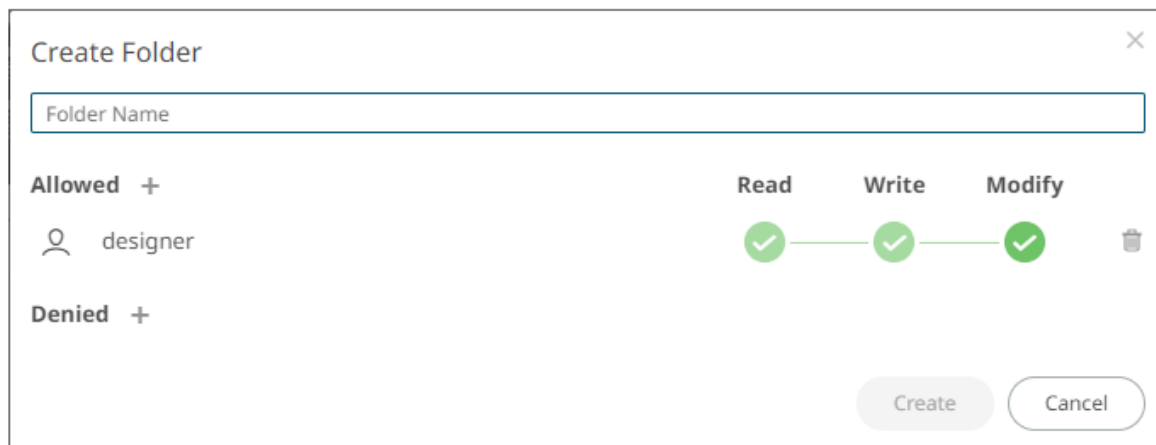 Create Folder
Folder Name
Allowed + Read Write Modify
designer
Denied +
Create Cancel